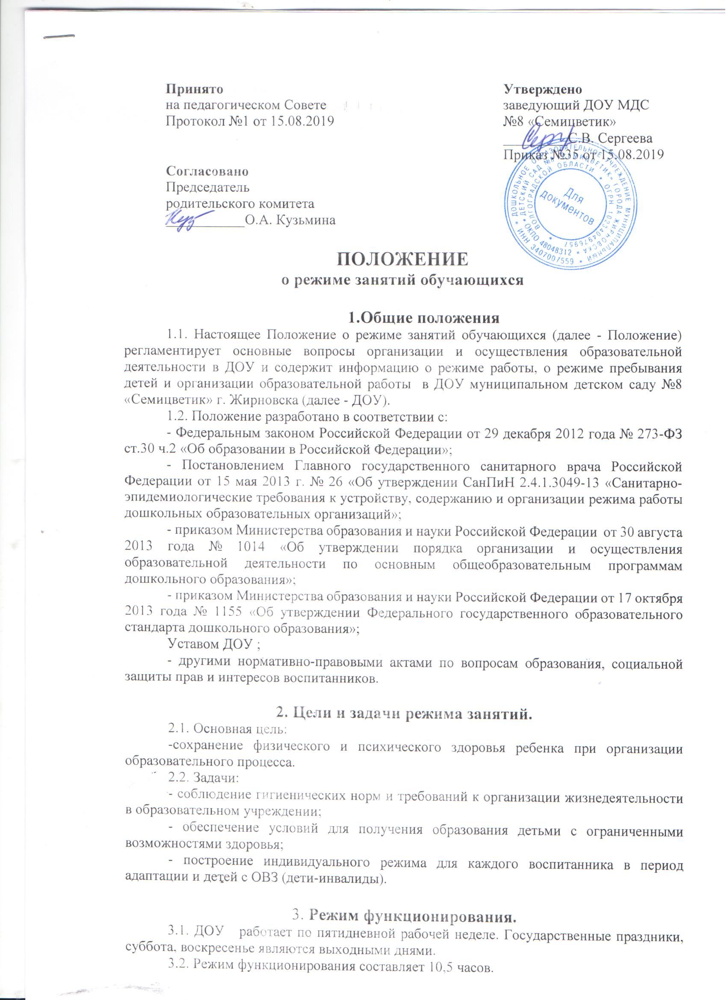 Принято
на педагогическом Совете
Протокол №1 от 15.08.2019
Утверждено
заведующий ДОУ МДС
№8 «Семицветик»
С.В. Сергеева
Приказ №35 от 15.08.2019
Согласовано
Председатель
родительского комитета
О.А. Кузьмина
ДОШКОЛЬНОЕ ОБРАЗОВАТЕЛЬНОЕ УЧРЕЖДЕНИЕ МУНИЦИПАЛЬНЫЙ * ИНН 3407007559 *
ДЕТСКИЙ САД №8 «СЕМИЦВЕТИК» ГОРОДА ЖИРНОВСКА * ОКПО 48048312 *
ВОЛГОГРАДСКОЙ ОБЛАСТИ * ОГРН 1023404976957 *
Для
документов
ПОЛОЖЕНИЕ
о режиме занятий обучающихся
1.Общие положения
1.1. Настоящее Положение о режиме занятий обучающихся (далее - Положение)
регламентирует основные вопросы организации и осуществления образовательной
деятельности в ДОУ и содержит информацию о режиме работы, о режиме пребывания
детей и организации образовательной работы в ДОУ муниципальном детском саду №8
«Семицветик» г. Жирновска (далее - ДОУ).
1.2. Положение разработано в соответствии с:
- Федеральным законом Российской Федерации от 29 декабря 2012 года № 273-ФЗ
ст.30 ч.2 «Об образовании в Российской Федерации»;
- Постановлением Главного государственного санитарного врача Российской
Федерации от 15 мая 2013 г. № 26 «Об утверждении СанПиН 2.4.1.3049-13 «Санитарно-
эпидемиологические требования к устройству, содержанию и организации режима работы
дошкольных образовательных организаций»;
- приказом Министерства образования и науки Российской Федерации от 30 августа
2013 года № 1014 «Об утверждении порядка организации и осуществления
образовательной деятельности по основным общеобразовательным программам
дошкольного образования»;
- приказом Министерства образования и науки Российской Федерации от 17 октября
2013 года № 1155 «Об утверждении Федерального государственного образовательного
стандарта дошкольного образования»;
Уставом ДОУ ;
- другими нормативно-правовыми актами по вопросам образования, социальной
защиты прав и интересов воспитанников.
2. Цели и задачи режима занятий.
2.1. Основная цель:
-сохранение физического и психического здоровья ребенка при организации
образовательного процесса.
2.2. Задачи:
- соблюдение гигиенических норм и требований к организации жизнедеятельности
в образовательном учреждении;
- обеспечение условий для получения образования детьми с ограниченными
возможностями здоровья;
- построение индивидуального режима для каждого воспитанника в период
адаптации и детей с ОВЗ (дети-инвалиды).
3. Режим функционирования.
3.1. ДОУ работает по пятидневной рабочей неделе. Государственные праздники,
суббота, воскресенье являются выходными днями.
3.2. Режим функционирования составляет 10,5 часов.